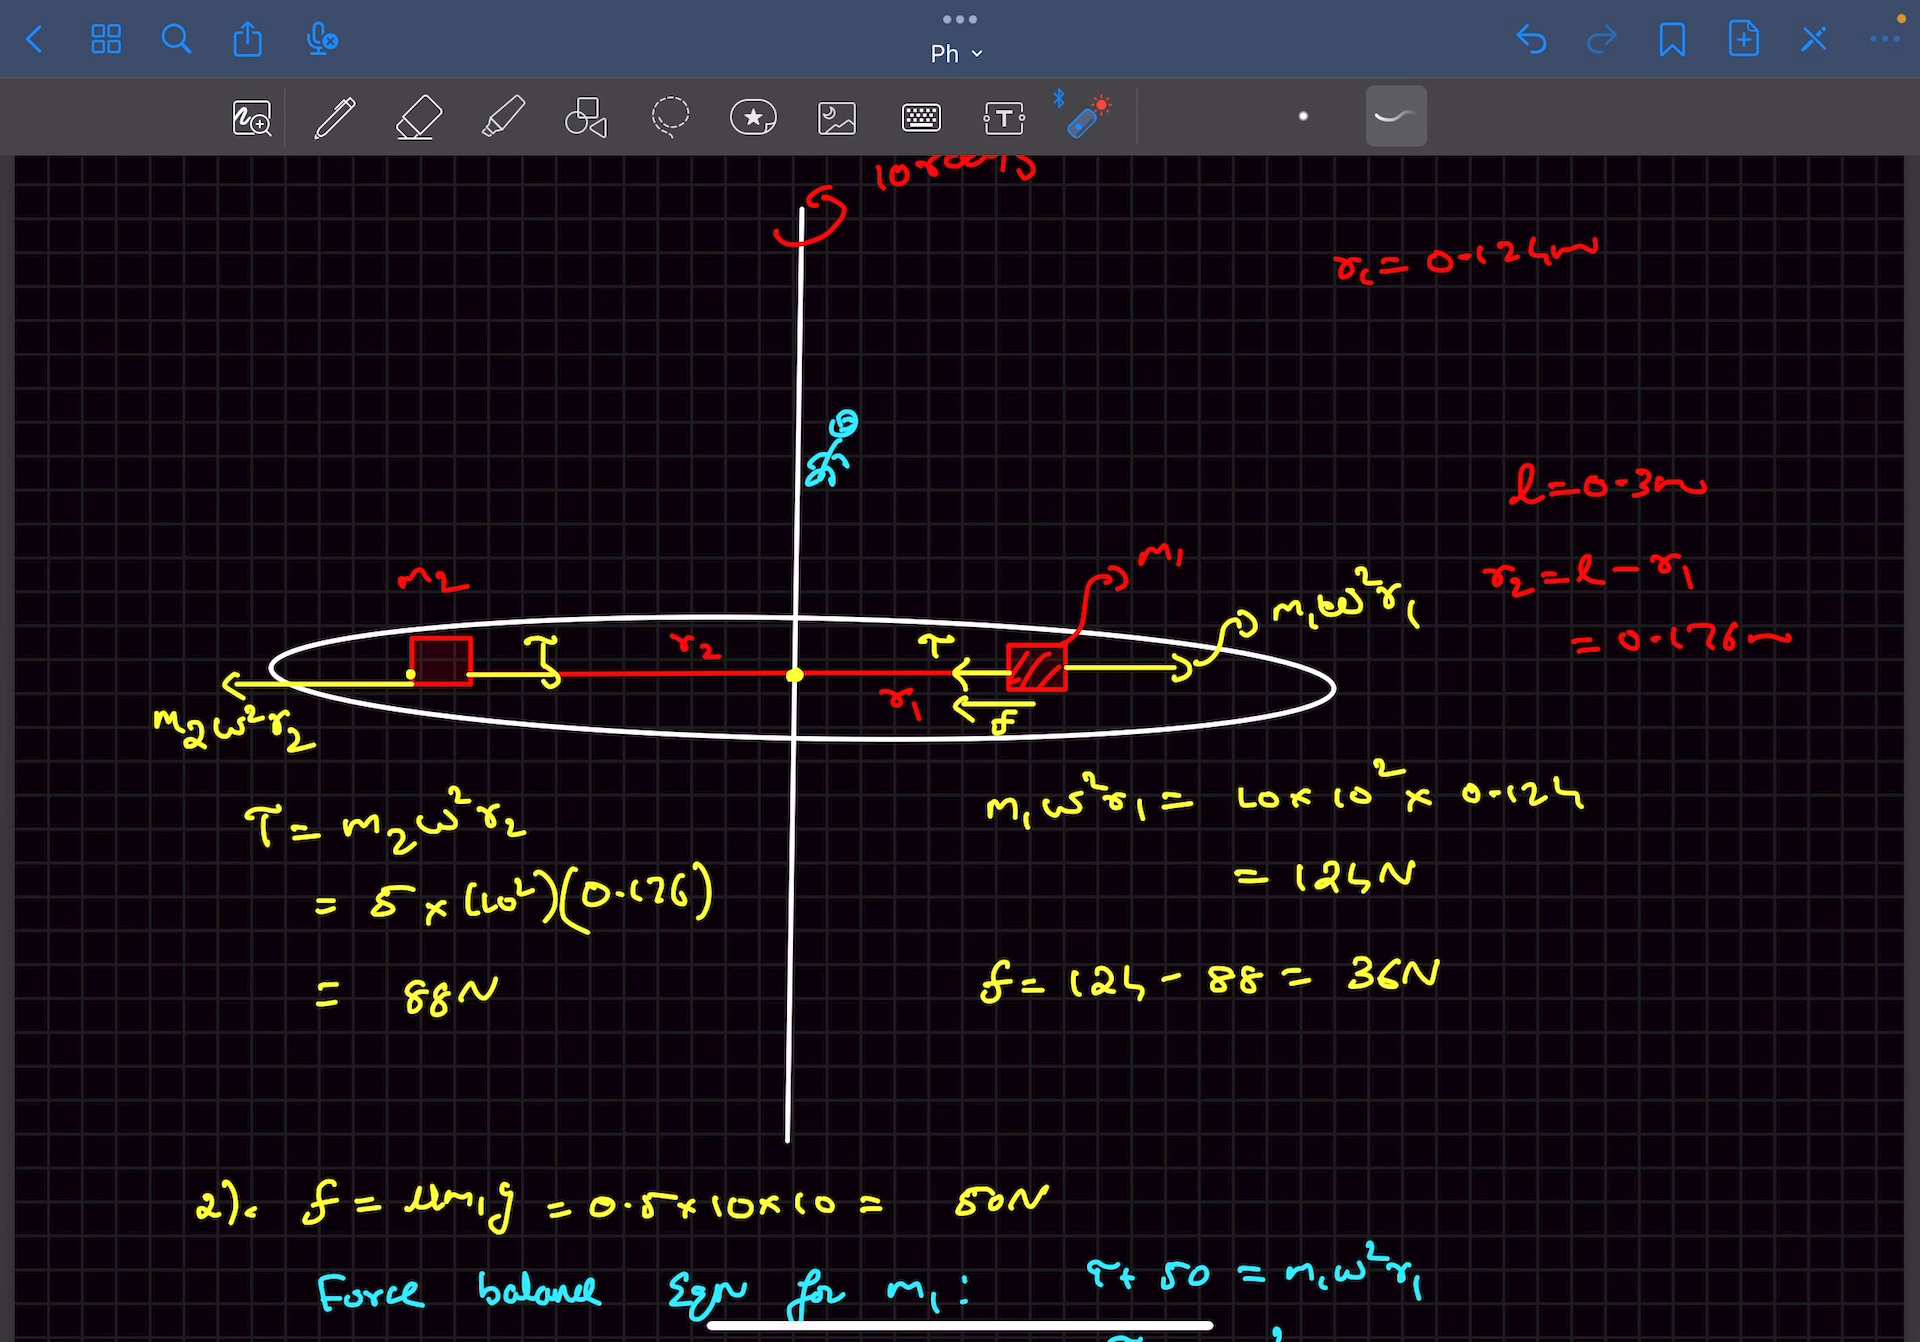 Ph
T
10 rad/s
r₁ = 0.124m
l = 0.3m
r₂ = l - r₁
= 0.176m
m₂
m₁
m₁ω²r₁
T
r₂
T
r₁
f
m₂ω²r₂
T = m₂ω²r₂
= 5 × (10²)(0.176)
= 88N
m₁ω²r₁ = 10 × 10² × 0.124
= 124N
f = 124 - 88 = 36N
2). f = μm₁g = 0.5 × 10 × 10 = 50N
Force balance Eqn for m₁: T + 50 = m₁ω²r₁